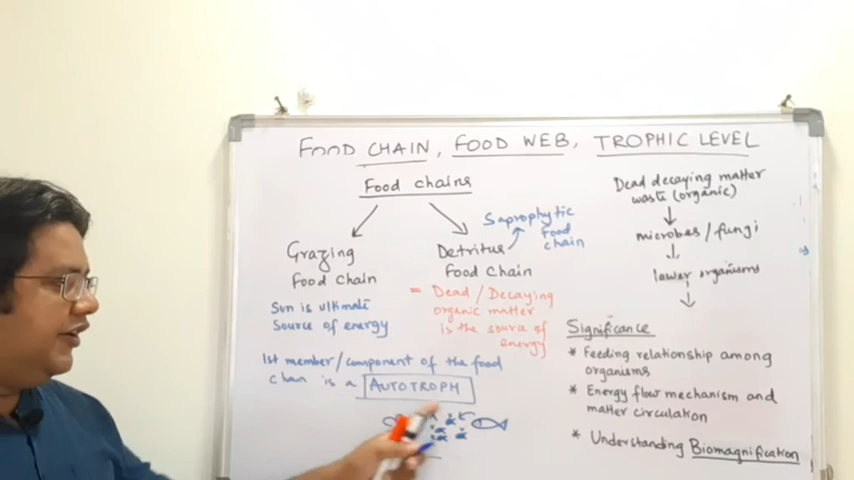 FOOD CHAIN, FOOD WEB, TROPHIC LEVEL
Food chains
Grazing
Food Chain
Sun is ultimate
Source of energy
Detritus
Food Chain
Saprophytic
Food
chain
= Dead / Decaying
organic matter
is the source of
energy
1st member/component of the food
chain is a AUTOTROPH
Dead decaying matter
waste (organic)
microbes/fungi
lower organisms
Significance
* Feeding relationship among
organisms
* Energy flow mechanism and
matter circulation
* Understanding Biomagnification